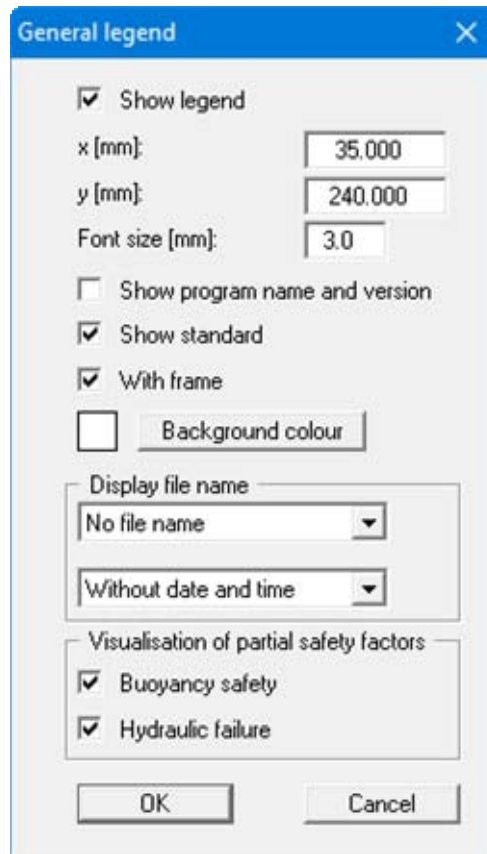 General legend
Show legend
x [mm]: 35.000
y [mm]: 240.000
Font size [mm]: 3.0
Show program name and version
Show standard
With frame
Background colour
Display file name
No file name
Without date and time
Visualisation of partial safety factors
Buoyancy safety
Hydraulic failure
OK Cancel